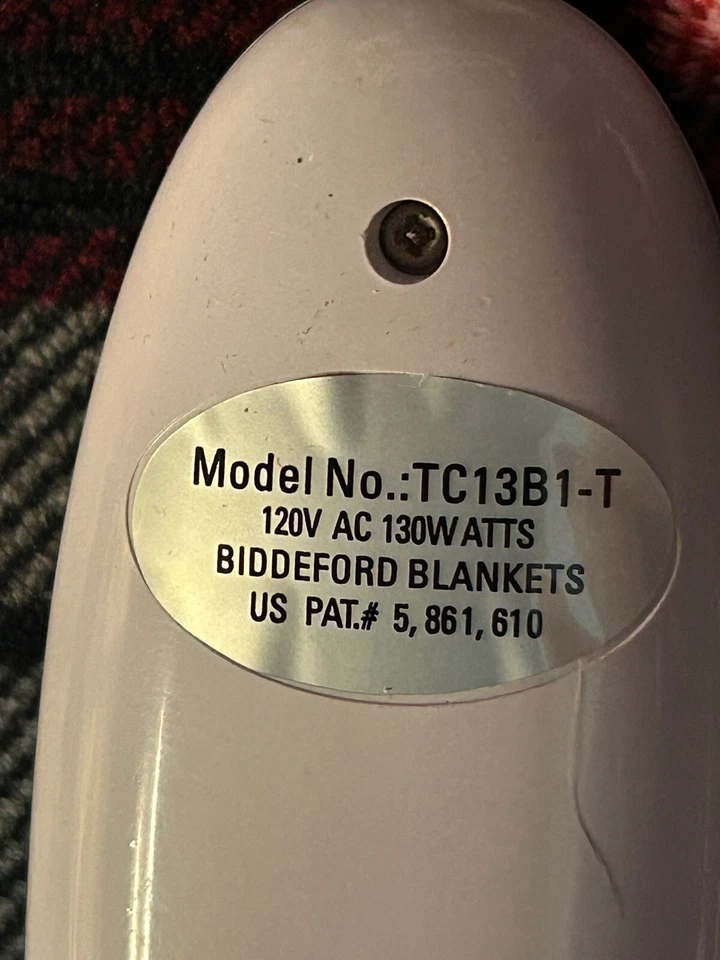 Model No.:TC13B1-T
120V AC 130WATTS
BIDDEFORD BLANKETS
US PAT.# 5,861,610